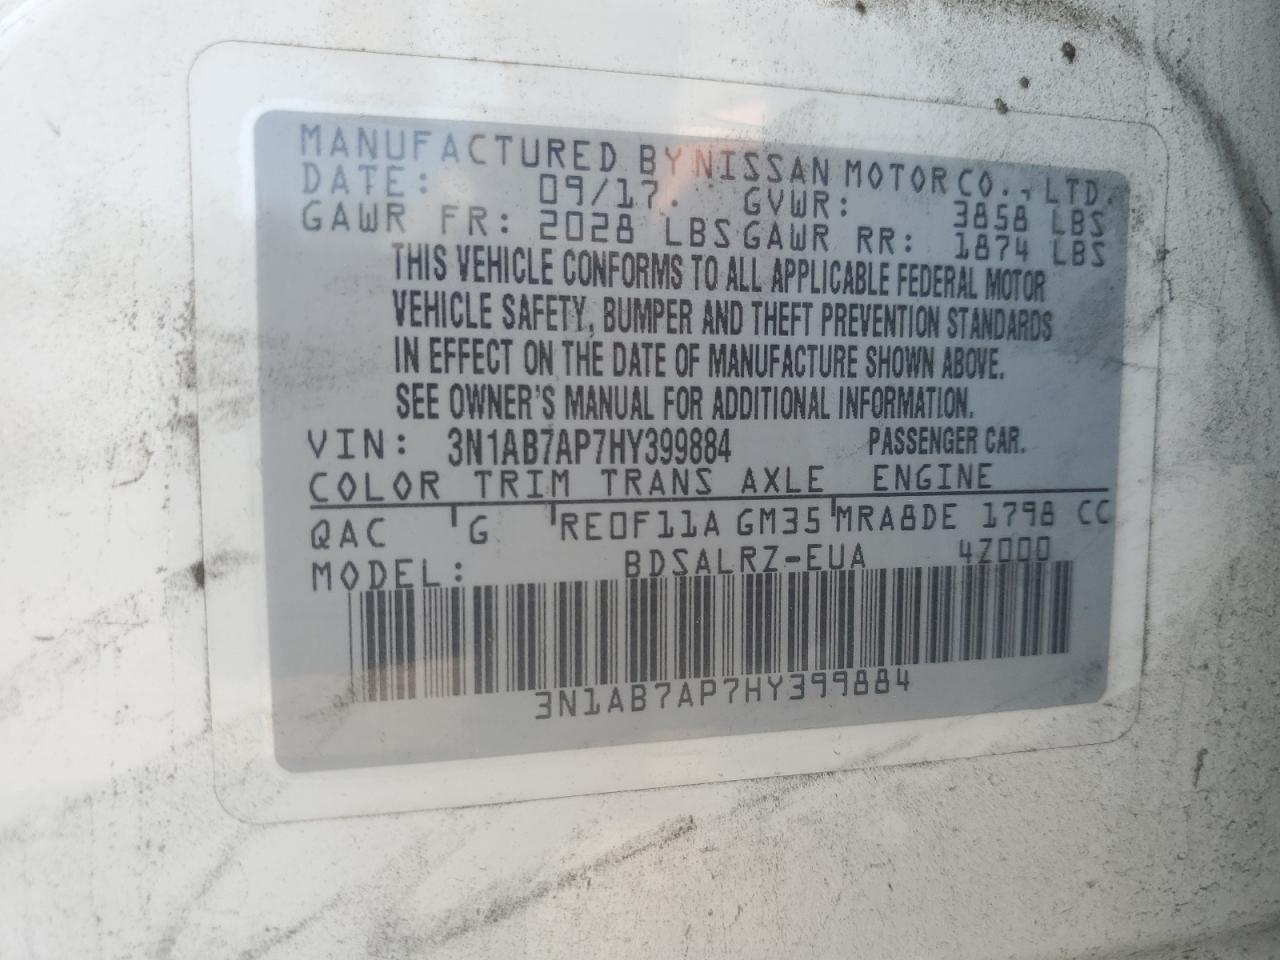 MANUFACTURED BY NISSAN MOTOR CO., LTD.
DATE: 09/17. GVWR: 3858 LBS
GAWR FR: 2028 LBS GAWR RR: 1874 LBS
THIS VEHICLE CONFORMS TO ALL APPLICABLE FEDERAL MOTOR
VEHICLE SAFETY, BUMPER AND THEFT PREVENTION STANDARDS
IN EFFECT ON THE DATE OF MANUFACTURE SHOWN ABOVE.
SEE OWNER'S MANUAL FOR ADDITIONAL INFORMATION.
VIN: 3N1AB7AP7HY399884 PASSENGER CAR.
COLOR TRIM TRANS AXLE ENGINE
QAC G RE0F11A GM35 MRA8DE 1798 CC
MODEL: BDSALRZ-EUA 4Z000
3N1AB7AP7HY399884